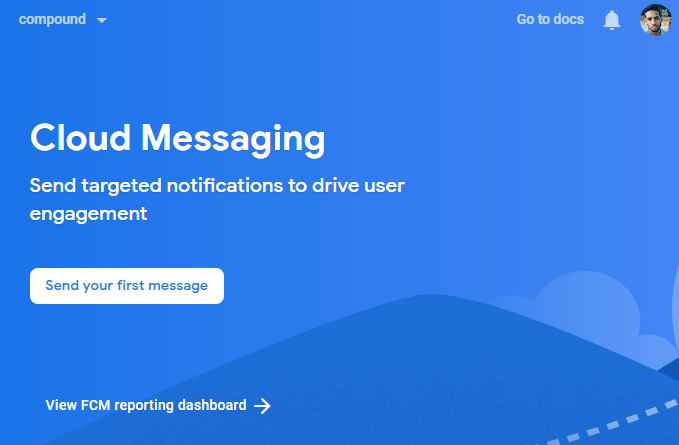 compound
Go to docs
Cloud Messaging
Send targeted notifications to drive user
engagement
Send your first message
View FCM reporting dashboard